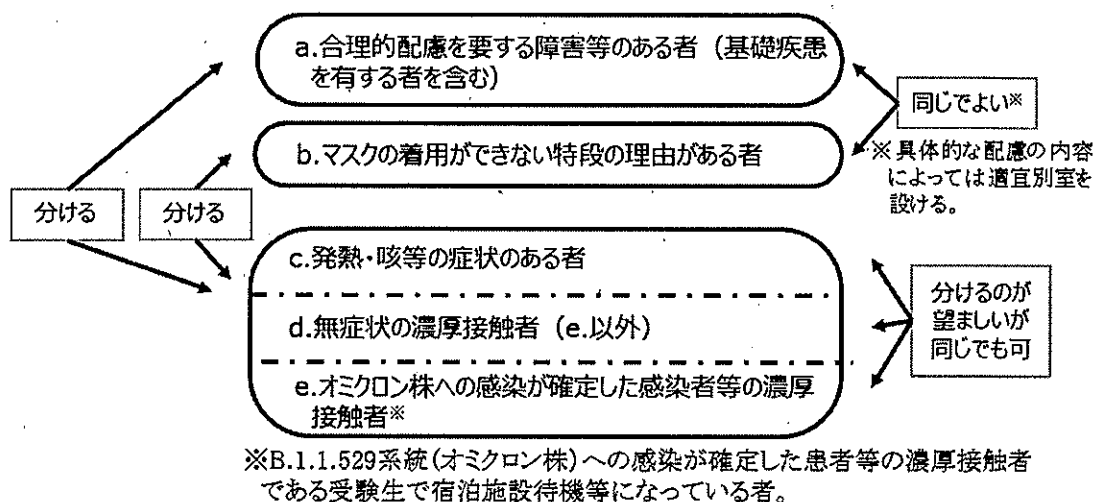 a.合理的配慮を要する障害等のある者（基礎疾患
を有する者を含む）
同じでよい※
b.マスクの着用ができない特段の理由がある者
※具体的な配慮の内容
によっては適宜別室を
設ける。
分ける
分ける
c.発熱・咳等の症状のある者
d.無症状の濃厚接触者（e.以外）
e.オミクロン株への感染が確定した感染者等の濃厚
接触者※
分けるのが
望ましいが
同じでも可
※B.1.1.529系統(オミクロン株)への感染が確定した患者等の濃厚接触者
である受験生で宿泊施設待機等になっている者。